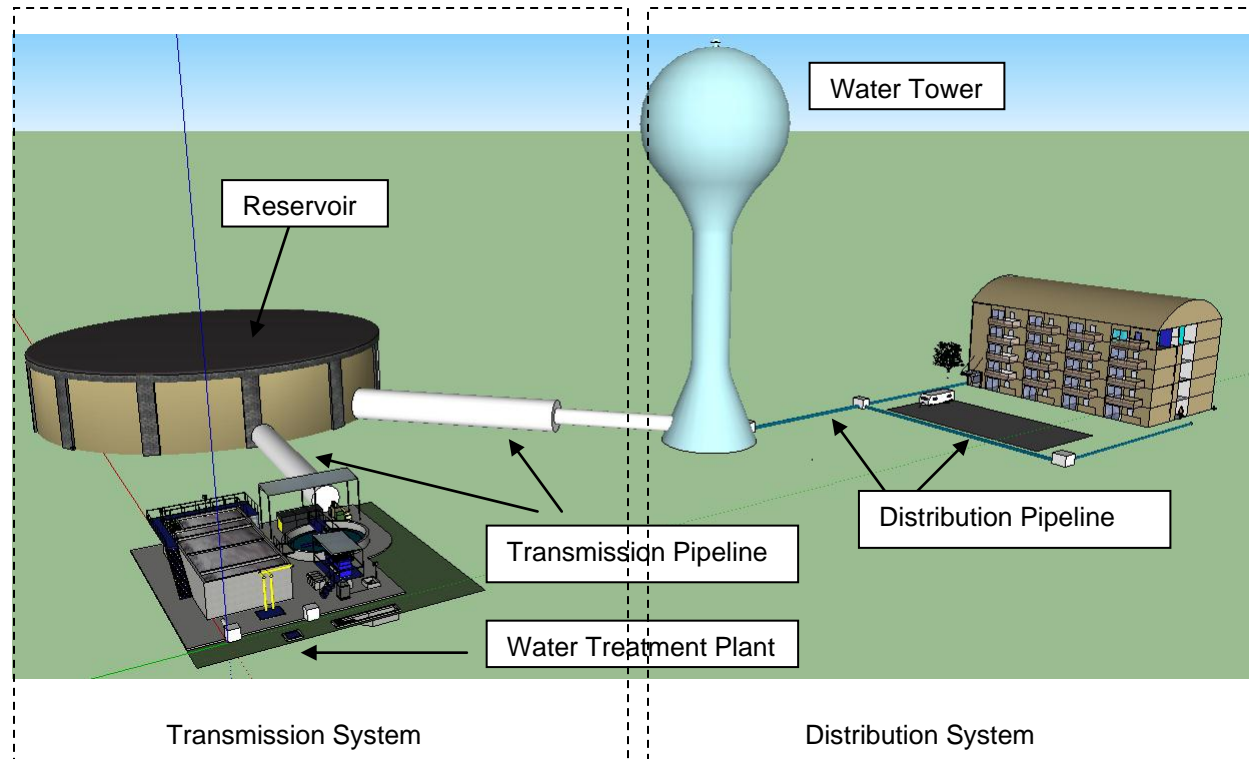 Water Tower
Reservoir
Distribution Pipeline
Transmission Pipeline
Water Treatment Plant
Transmission System
Distribution System